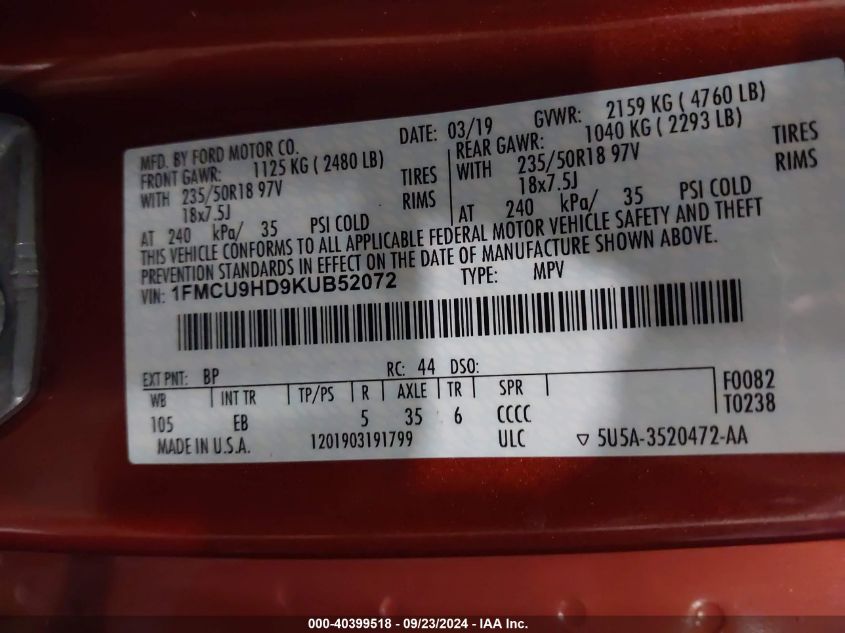 MFD. BY FORD MOTOR CO. DATE: 03/19 GVWR: 2159 KG ( 4760 LB)
FRONT GAWR: 1125 KG ( 2480 LB) REAR GAWR: 1040 KG ( 2293 LB)
WITH 235/50R18 97V TIRES WITH 235/50R18 97V TIRES
18x7.5J RIMS 18x7.5J RIMS
AT 240 kPa/ 35 PSI COLD AT 240 kPa/ 35 PSI COLD
THIS VEHICLE CONFORMS TO ALL APPLICABLE FEDERAL MOTOR VEHICLE SAFETY AND THEFT
PREVENTION STANDARDS IN EFFECT ON THE DATE OF MANUFACTURE SHOWN ABOVE.
VIN: 1FMCU9HD9KUB52072 TYPE: MPV
EXT PNT: BP RC: 44 DSO:
WB INT TR TP/PS R AXLE TR SPR F0082
105 EB 5 35 6 CCCC T0238
MADE IN U.S.A. 1201903191799 ULC ▽ 5U5A-3520472-AA
000-40399518 - 09/23/2024 - IAA Inc.